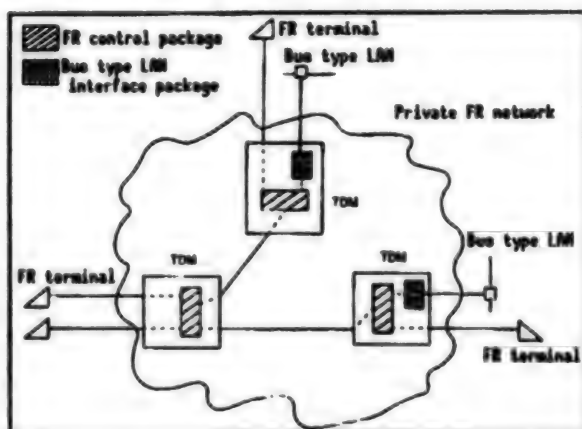 FR control package
Bus type LAN
interface package
FR terminal
Bus type LAN
Private FR network
TDM
Bus type LAN
TDM
TDM
FR terminal
FR terminal